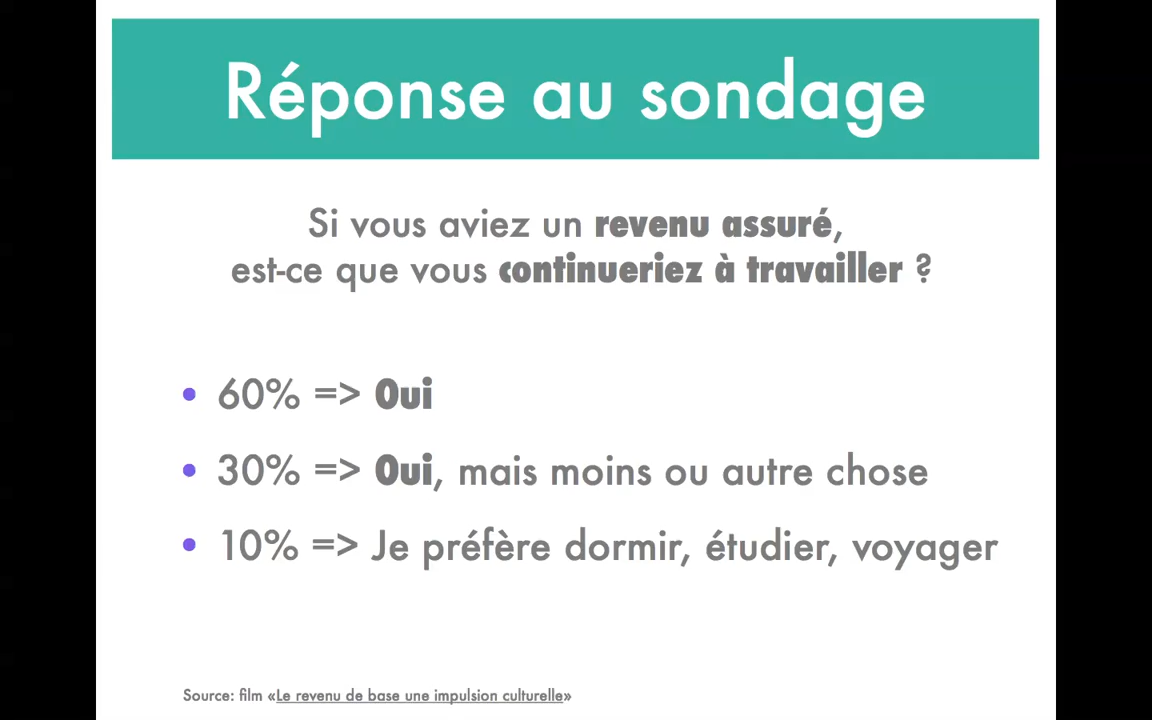 Réponse au sondage
Si vous aviez un revenu assuré,
est-ce que vous continueriez à travailler ?
• 60% => Oui
• 30% => Oui, mais moins ou autre chose
• 10% => Je préfère dormir, étudier, voyager
Source: film «Le revenu de base une impulsion culturelle»